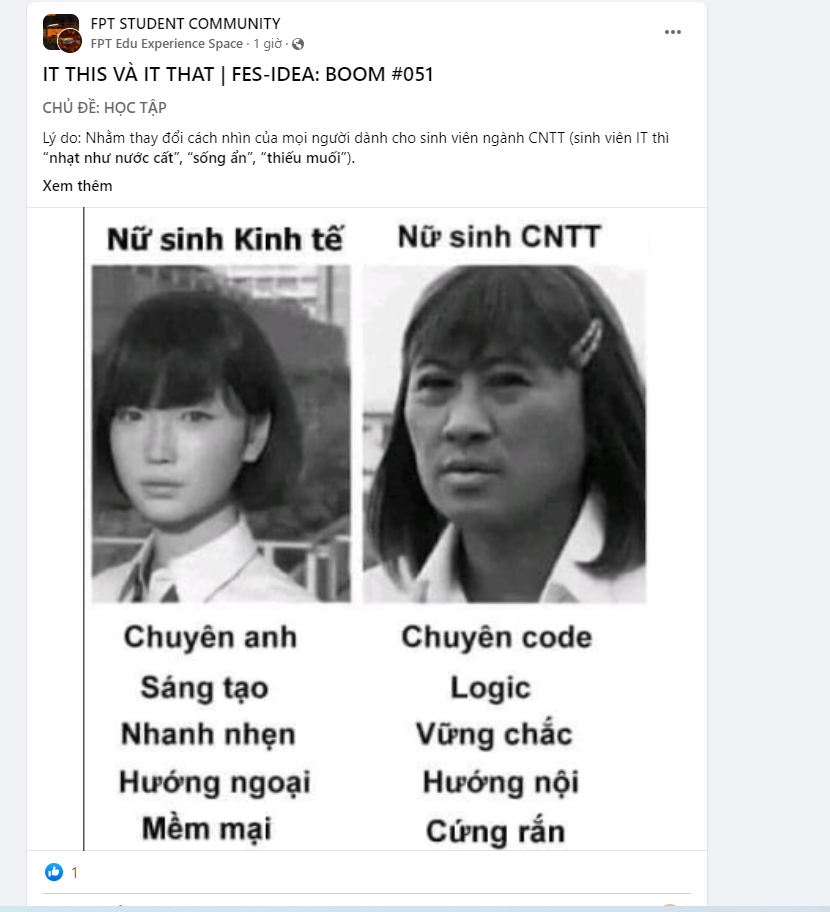 FPT STUDENT COMMUNITY
FPT Edu Experience Space · 1 giờ ·
IT THIS VÀ IT THAT | FES-IDEA: BOOM #051
CHỦ ĐỀ: HỌC TẬP
Lý do: Nhằm thay đổi cách nhìn của mọi người dành cho sinh viên ngành CNTT (sinh viên IT thì
“nhạt như nước cất”, “sống ẩn”, “thiếu muối”).
Xem thêm
Nữ sinh Kinh tế Nữ sinh CNTT
Chuyên anh Chuyên code
Sáng tạo Logic
Nhanh nhẹn Vững chắc
Hướng ngoại Hướng nội
Mềm mại Cứng rắn
1